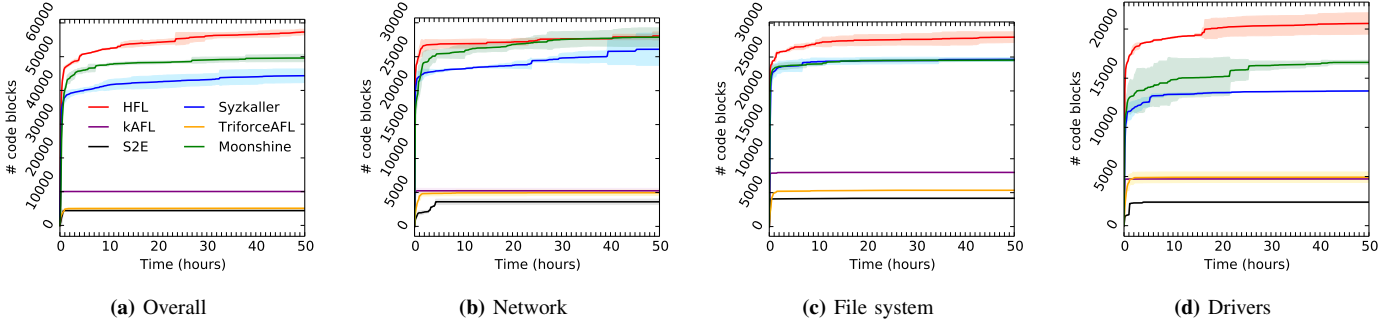 60000
50000
40000
30000
20000
10000
0
# code blocks
HFL
kAFL
S2E
Syzkaller
TriforceAFL
Moonshine
0 10 20 30 40 50
Time (hours)
(a) Overall
30000
25000
20000
15000
10000
5000
0
# code blocks
0 10 20 30 40 50
Time (hours)
(b) Network
30000
25000
20000
15000
10000
5000
0
# code blocks
0 10 20 30 40 50
Time (hours)
(c) File system
20000
15000
10000
5000
0
# code blocks
0 10 20 30 40 50
Time (hours)
(d) Drivers